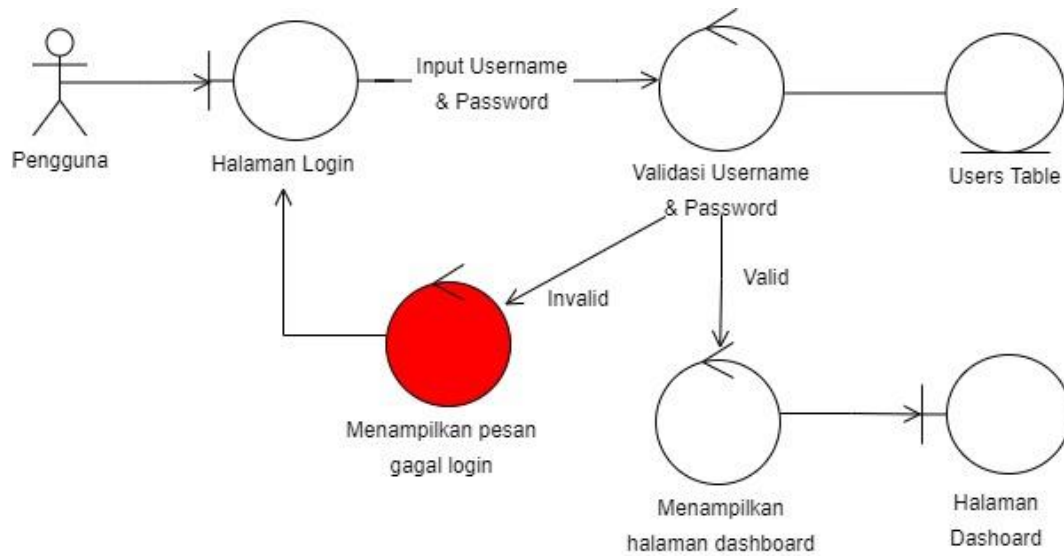 Pengguna
Halaman Login
Input Username
& Password
Validasi Username
& Password
Users Table
Invalid
Valid
Menampilkan pesan
gagal login
Menampilkan
halaman dashboard
Halaman
Dashoard